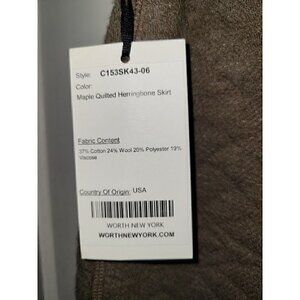 Style: C153SK43-06
Color:
Maple Quilted Herringbone Skirt
Fabric Content
37% Cotton 24% Wool 20% Polyester 19%
Viscose
Country Of Origin: USA
WORTH NEW YORK
WORTHNEWYORK.COM